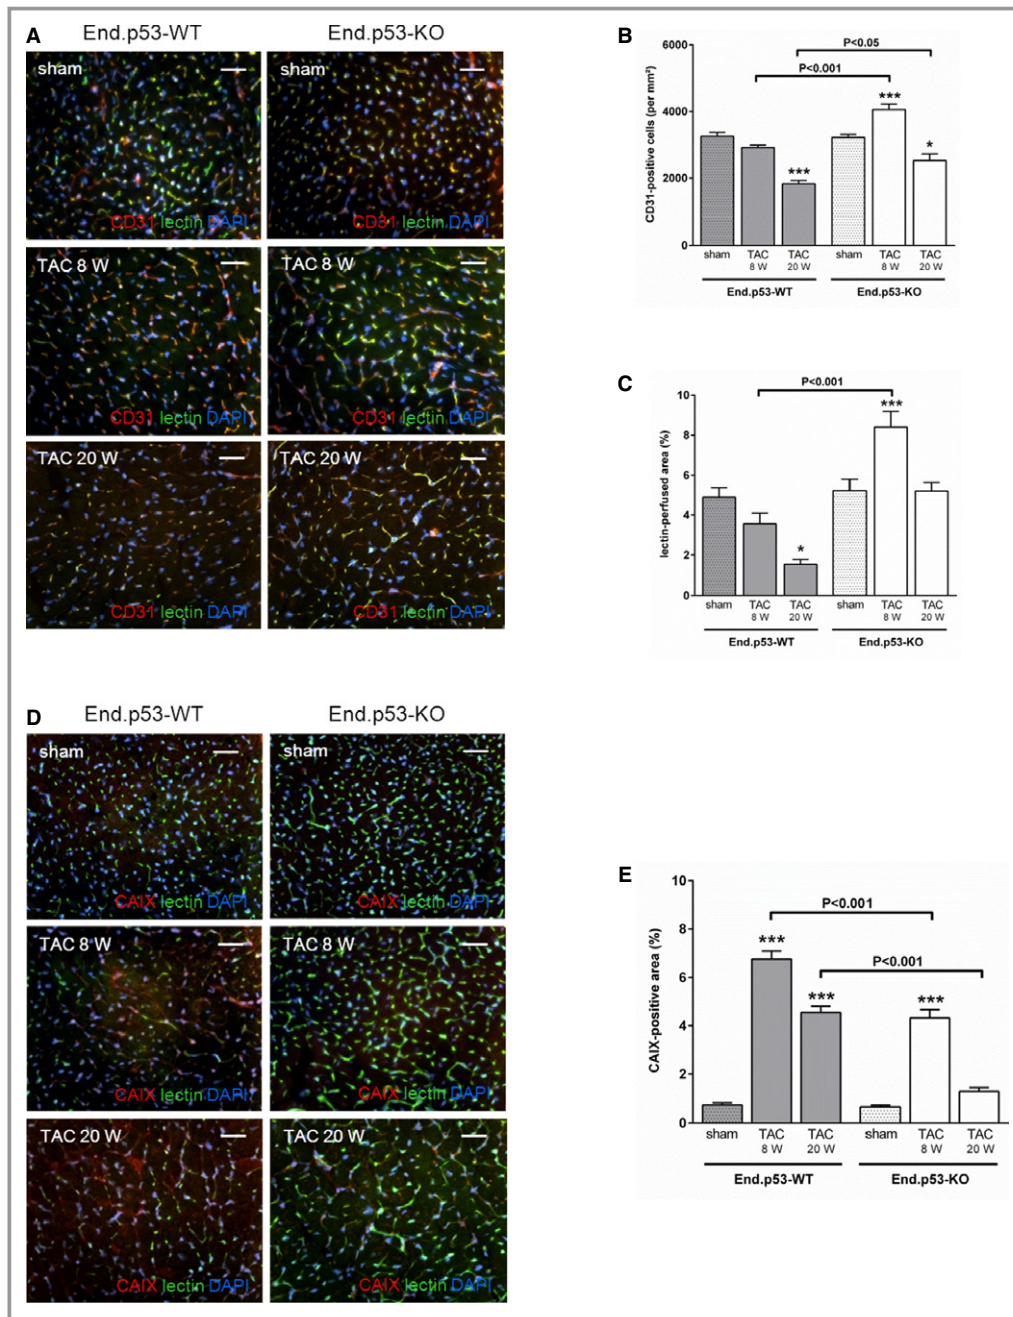 A
End.p53-WT
End.p53-KO
sham
CD31 lectin DAPI
sham
CD31 lectin DAPI
TAC 8 W
CD31 lectin DAPI
TAC 8 W
CD31 lectin DAPI
TAC 20 W
CD31 lectin DAPI
TAC 20 W
CD31 lectin DAPI
B
CD31-positive cells (per mm²)
6000
4000
2000
0
P<0.05
P<0.001
***
***
*
sham
TAC
8 W
TAC
20 W
sham
TAC
8 W
TAC
20 W
End.p53-WT
End.p53-KO
C
lectin-perfused area (%)
10
8
6
4
2
0
P<0.001
*
***
sham
TAC
8 W
TAC
20 W
sham
TAC
8 W
TAC
20 W
End.p53-WT
End.p53-KO
D
End.p53-WT
End.p53-KO
sham
CAIX lectin DAPI
sham
CAIX lectin DAPI
TAC 8 W
CAIX lectin DAPI
TAC 8 W
CAIX lectin DAPI
TAC 20 W
CAIX lectin DAPI
TAC 20 W
CAIX lectin DAPI
E
CAIX-positive area (%)
10
8
6
4
2
0
P<0.001
P<0.001
***
***
***
sham
TAC
8 W
TAC
20 W
sham
TAC
8 W
TAC
20 W
End.p53-WT
End.p53-KO